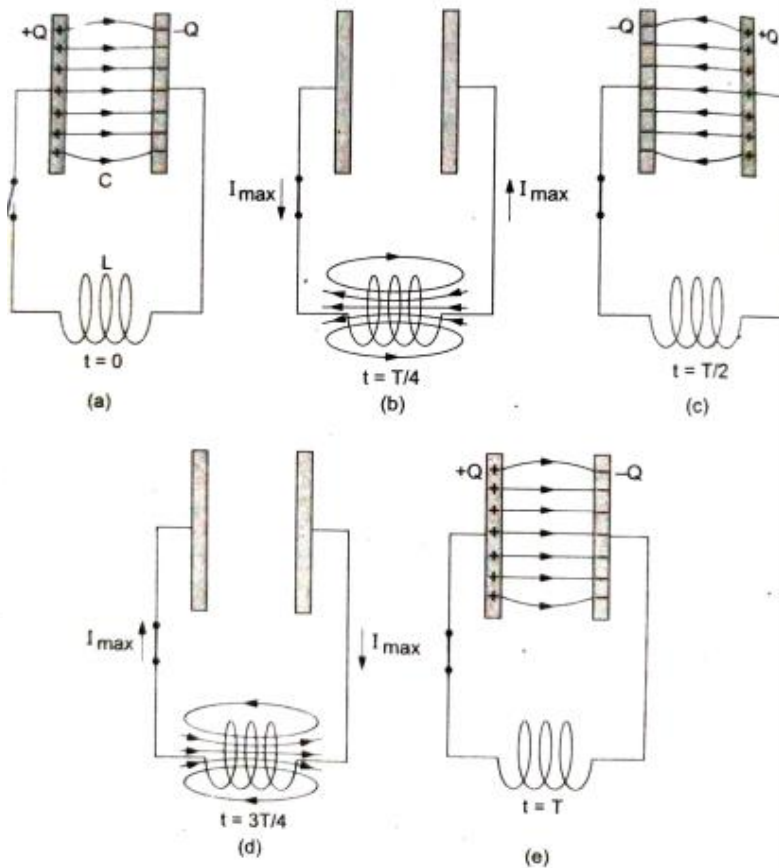 +Q -Q
C
L
t = 0
(a)
I max I max
t = T/4
(b)
-Q +Q
t = T/2
(c)
I max I max
t = 3T/4
(d)
+Q -Q
t = T
(e)